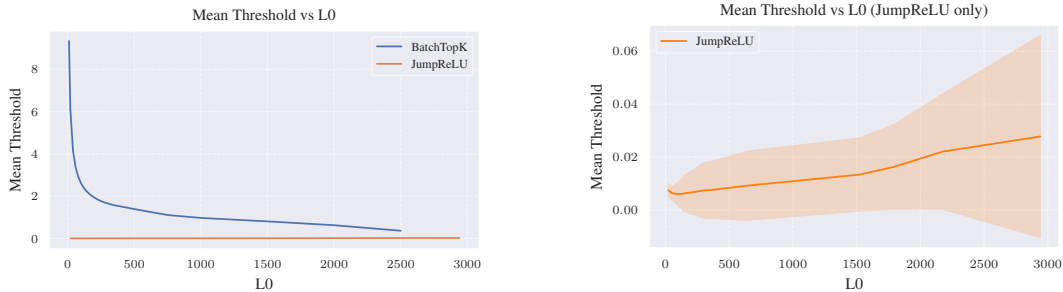 Mean Threshold vs L0
Mean Threshold
8
6
4
2
0
BatchTopK
JumpReLU
0 500 1000 1500 2000 2500 3000
L0
Mean Threshold vs L0 (JumpReLU only)
Mean Threshold
0.06
0.04
0.02
0.00
JumpReLU
0 500 1000 1500 2000 2500 3000
L0